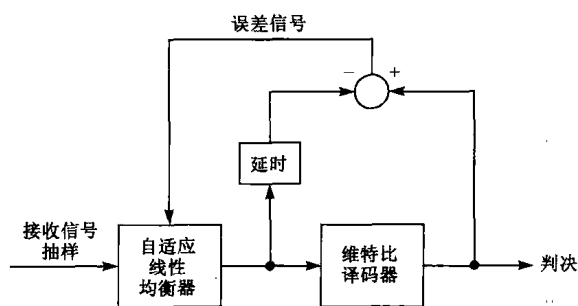 误差信号
− +
延时
接收信号
抽样
自适应
线性
均衡器
维特比
译码器
判决